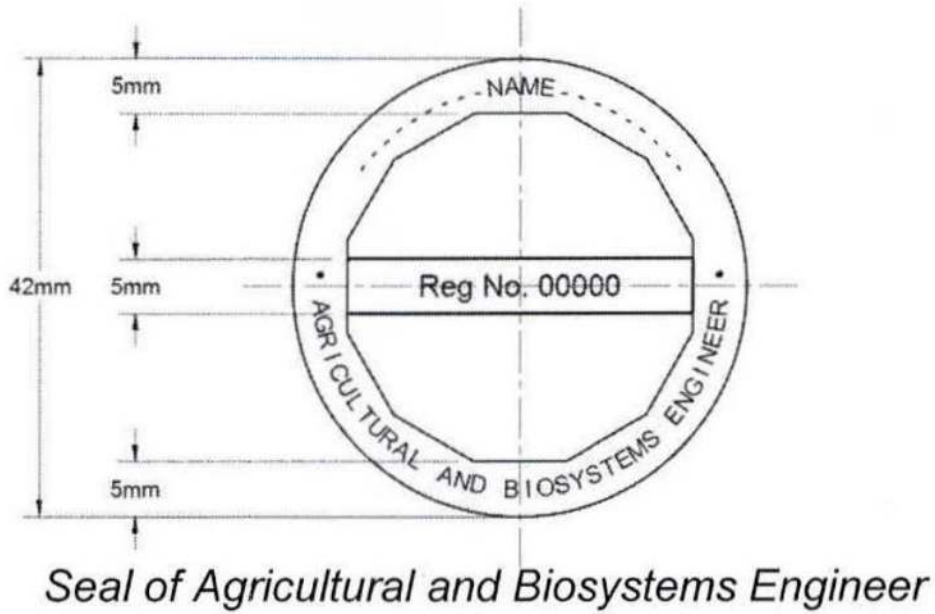 5mm
NAME
42mm
5mm
Reg No. 00000
AGRICULTURAL AND BIOSYSTEMS ENGINEER
5mm
Seal of Agricultural and Biosystems Engineer